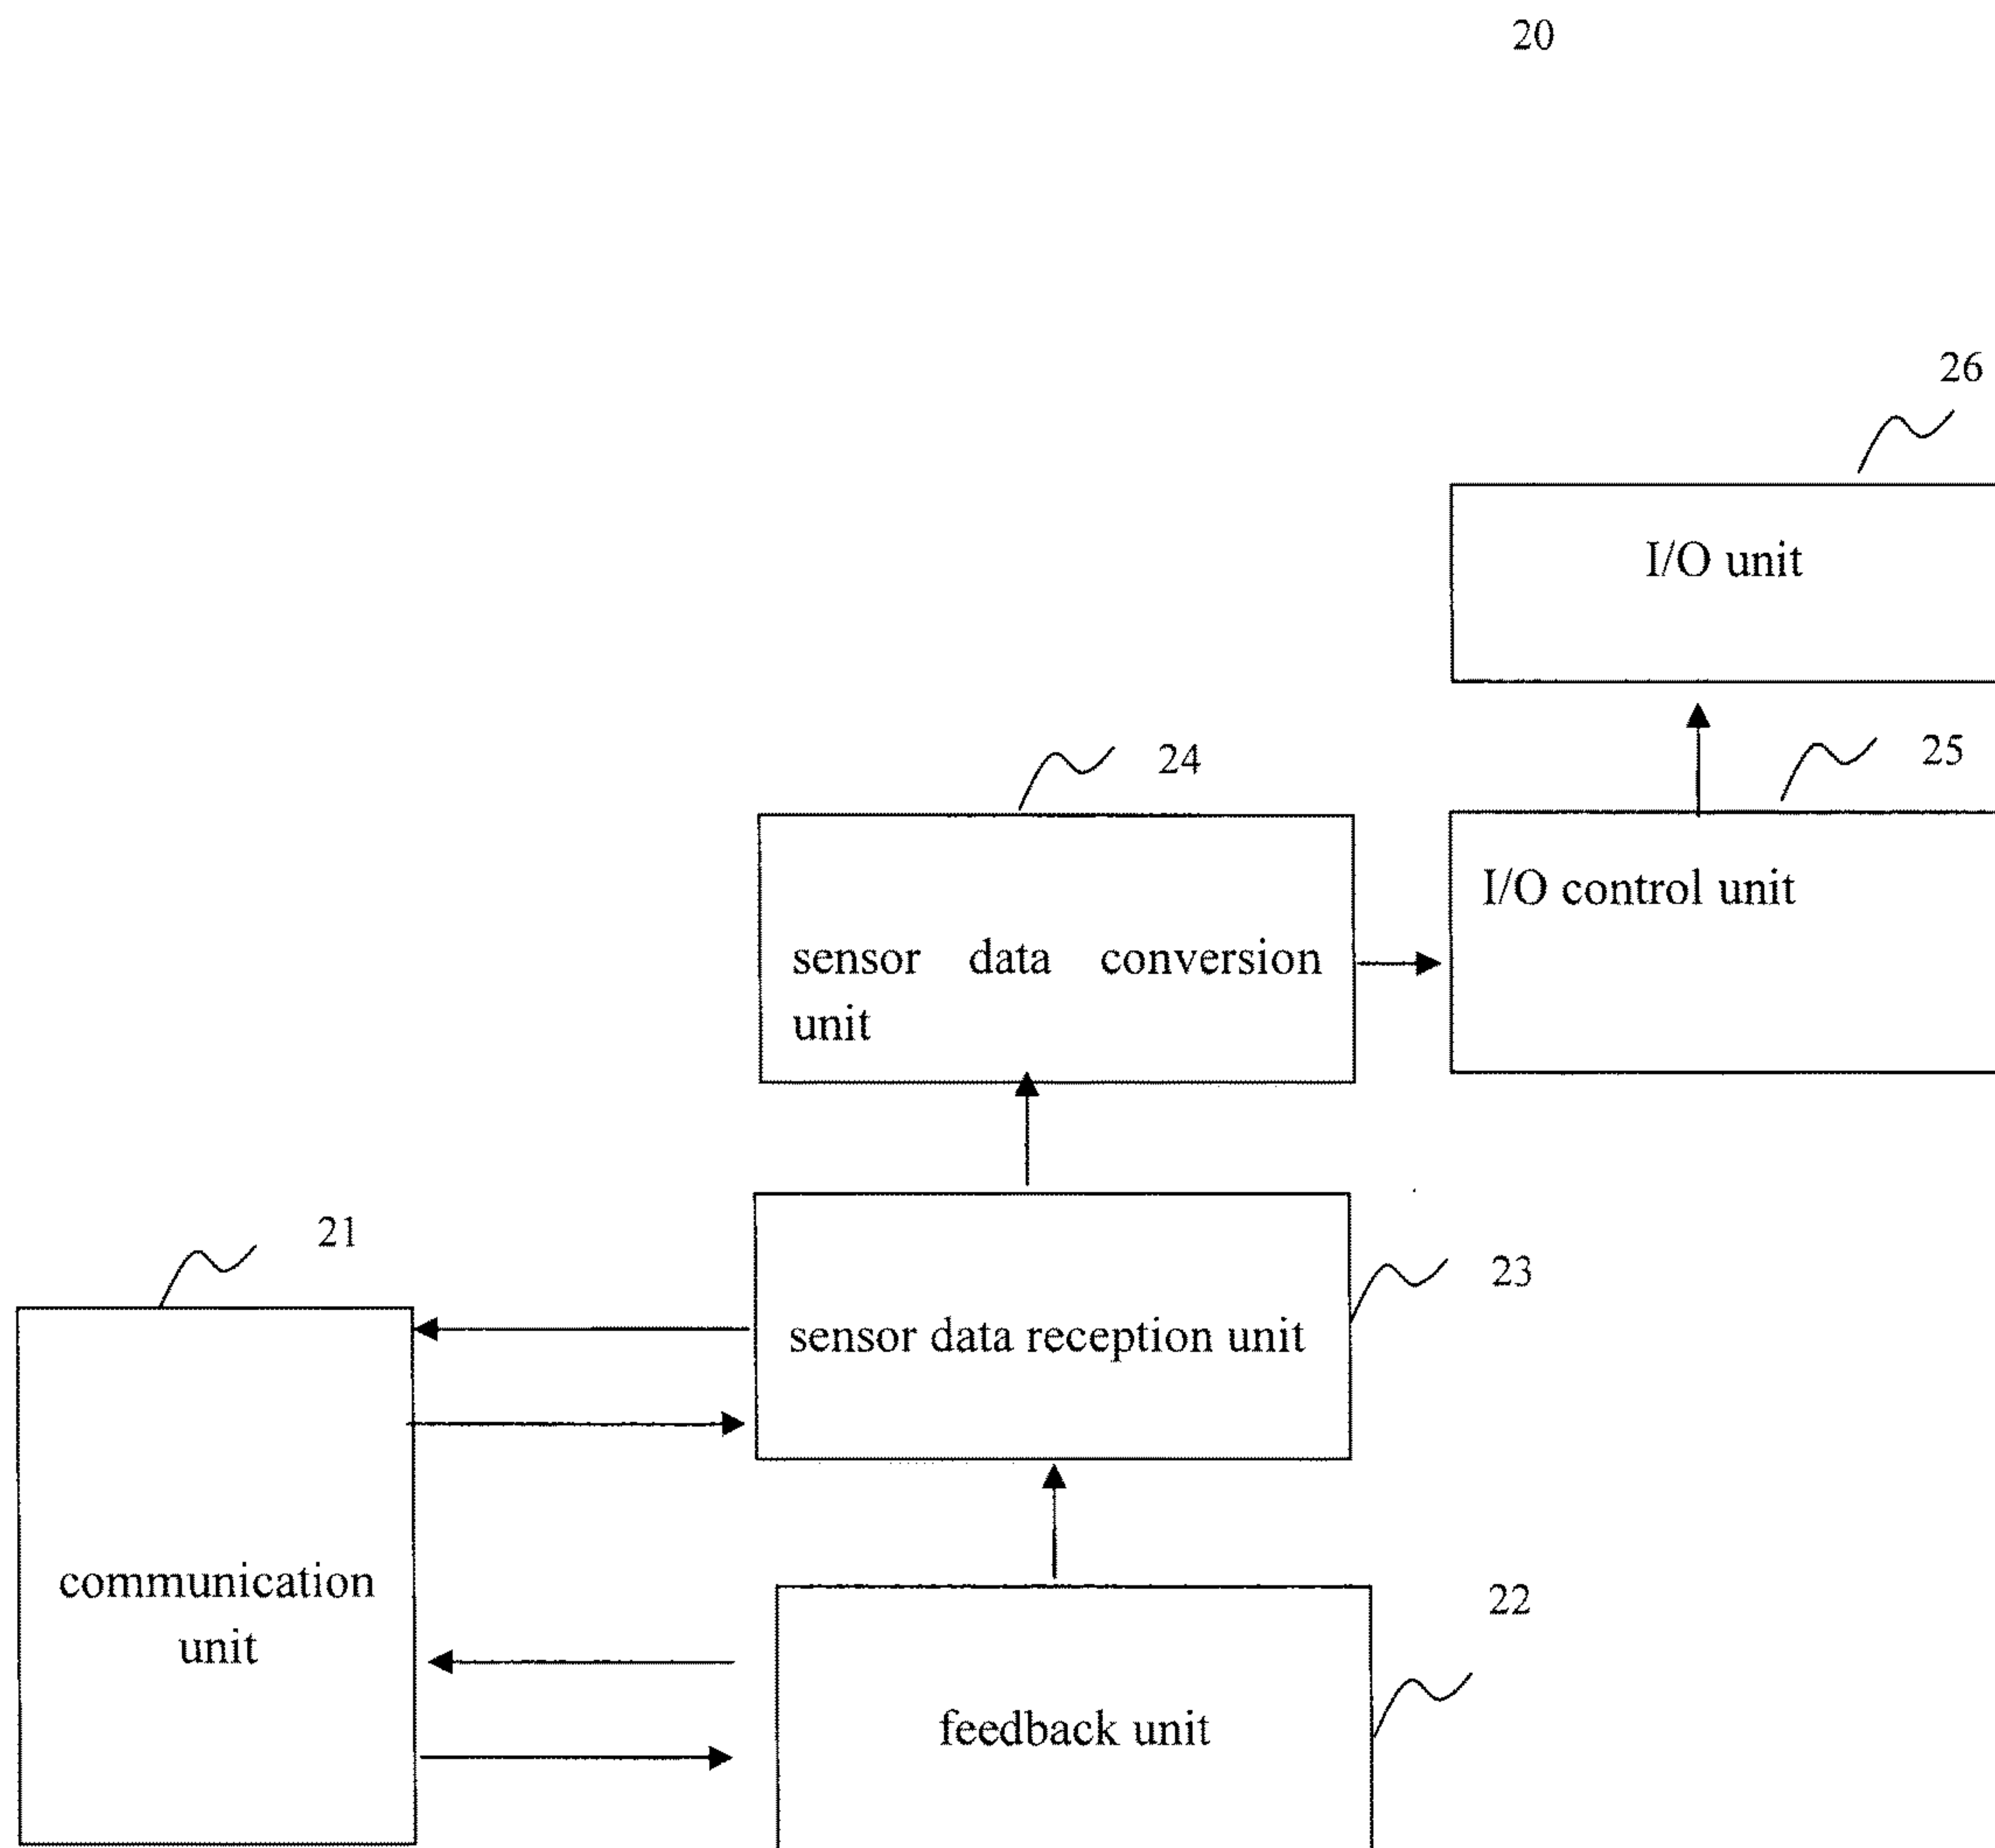 20
26
I/O unit
24
25
I/O control unit
sensor data conversion
unit
21
23
sensor data reception unit
communication
unit
22
feedback unit